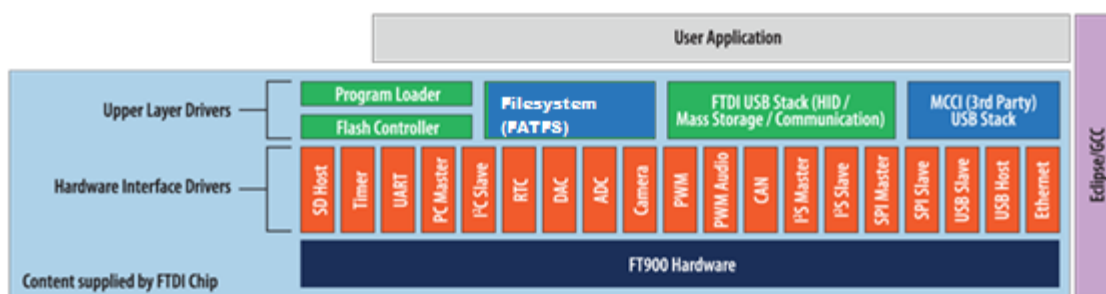 User Application
Eclipse/GCC
Upper Layer Drivers
Program Loader
Flash Controller
Filesystem
(FATFS)
FTDI USB Stack (HID /
Mass Storage / Communication)
MCCI (3rd Party)
USB Stack
Hardware Interface Drivers
SD Host
Timer
UART
PC Master
I²C Slave
RTC
DAC
ADC
Camera
PWM
PWM Audio
CAN
I²S Master
I²S Slave
SPI Master
SPI Slave
USB Slave
USB Host
Ethernet
FT900 Hardware
Content supplied by FTDI Chip